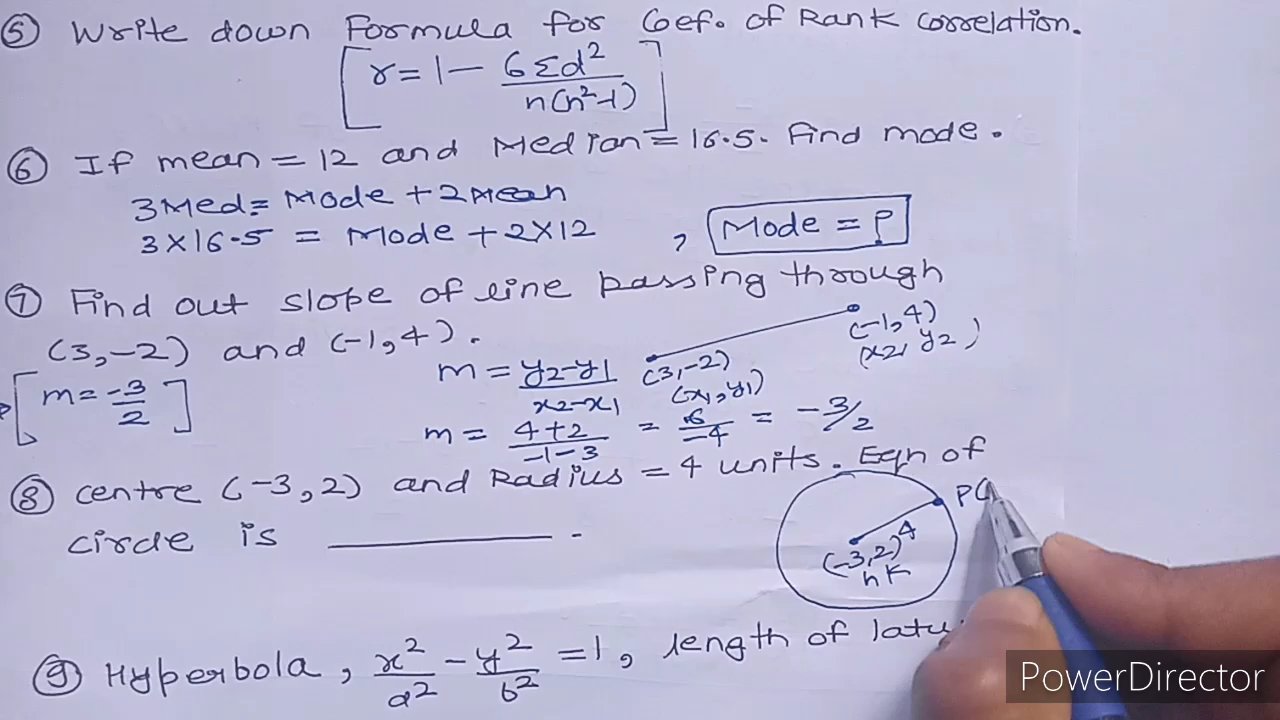 ⑤ Write down Formula for Coef. of Rank Correlation.
r = 1 - 6Σd² / n(n²-1)
⑥ If mean = 12 and Median = 16.5. Find mode.
3 Med = Mode + 2 Mean
3 × 16.5 = Mode + 2 × 12 , Mode = ?
⑦ Find out slope of line passing through
(3, -2) and (-1, 4).
m = -3/2
m = y2-y1 / x2-x1
(3, -2)
(x1, y1)
(-1, 4)
(x2, y2)
m = 4+2 / -1-3 = 6/-4 = -3/2
⑧ centre (-3, 2) and Radius = 4 units. Eqn of
circle is ________ .
P(
4
(-3, 2)
h K
⑨ Hyperbola, x²/a² - y²/b² = 1, length of
PowerDirector